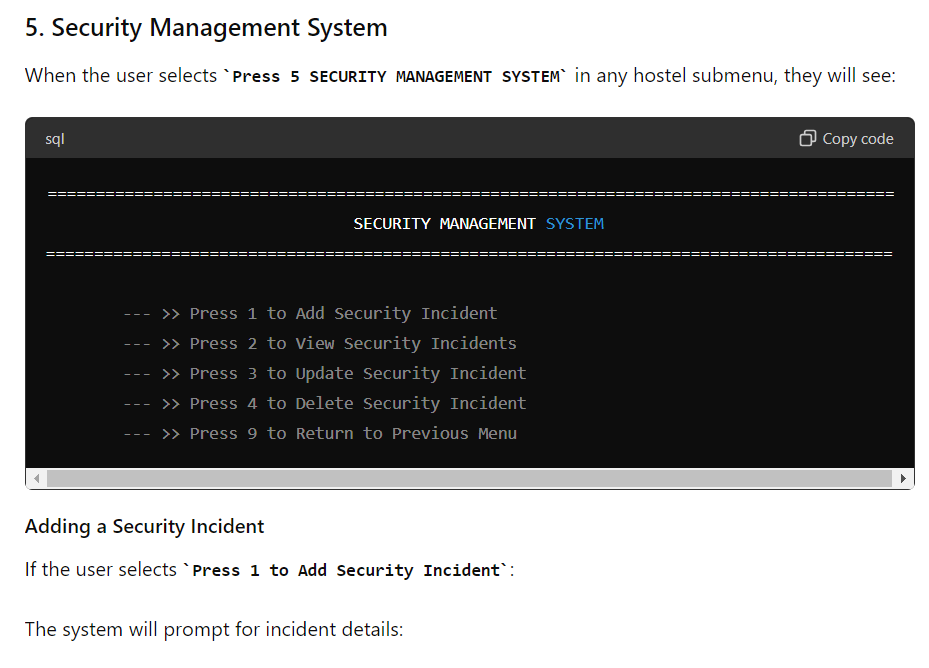 5. Security Management System
When the user selects `Press 5 SECURITY MANAGEMENT SYSTEM` in any hostel submenu, they will see:
sql
Copy code
========================================================================================
SECURITY MANAGEMENT SYSTEM
========================================================================================
--- >> Press 1 to Add Security Incident
--- >> Press 2 to View Security Incidents
--- >> Press 3 to Update Security Incident
--- >> Press 4 to Delete Security Incident
--- >> Press 9 to Return to Previous Menu
Adding a Security Incident
If the user selects `Press 1 to Add Security Incident`:
The system will prompt for incident details: